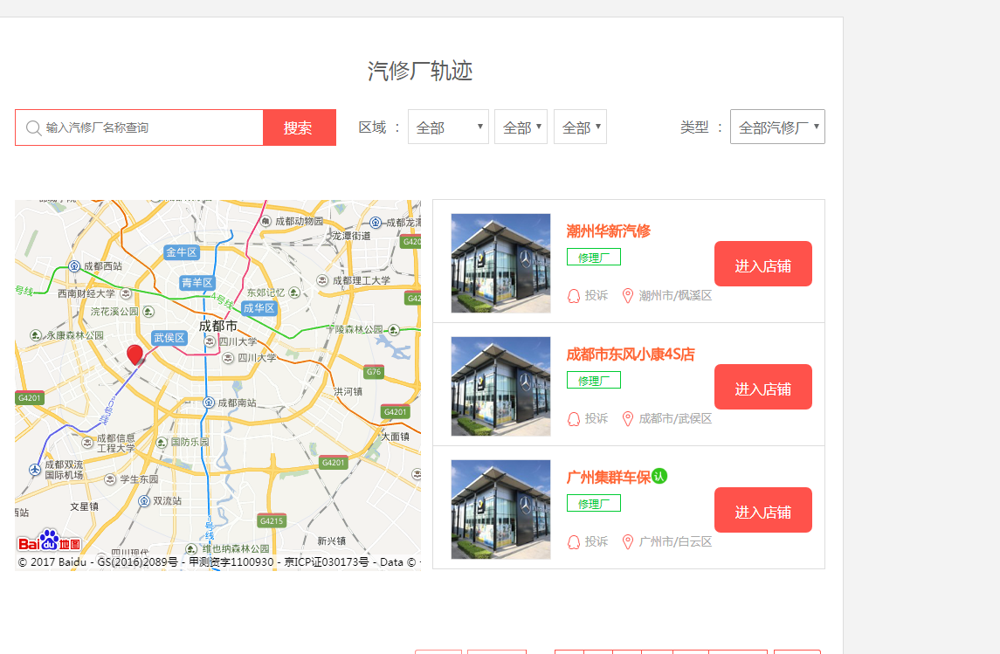 汽修厂轨迹
输入汽修厂名称查询
搜索
区域 ：
全部
全部
全部
类型 ：
全部汽修厂
成都动物园
成都龙潭
龙潭街道
G420
金牛区
成都西站
青羊区
成都理工大学
号线
西南财经大学
4号线
东郊记忆
G42
浣花溪公园
成华区
成都市
永康森林公园
武侯区
四川大学
十陵森林公园
四川大学
G76
G4201
成都南站
洪河镇
G4201
成都信息
工程大学
国防乐园
大面镇
成都双流
国际机场
G4201
学生东园
双流站
西站
文星镇
G4215
1号线
新兴镇
Bai du 地图
四川现代
维也纳森林公园
© 2017 Baidu - GS(2016)2089号 - 甲测资字1100930 - 京ICP证030173号 - Data ©
潮州华新汽修
修理厂
投诉 潮州市/枫溪区
进入店铺
成都市东风小康4S店
修理厂
投诉 成都市/武侯区
进入店铺
广州集群车保 认
修理厂
投诉 广州市/白云区
进入店铺